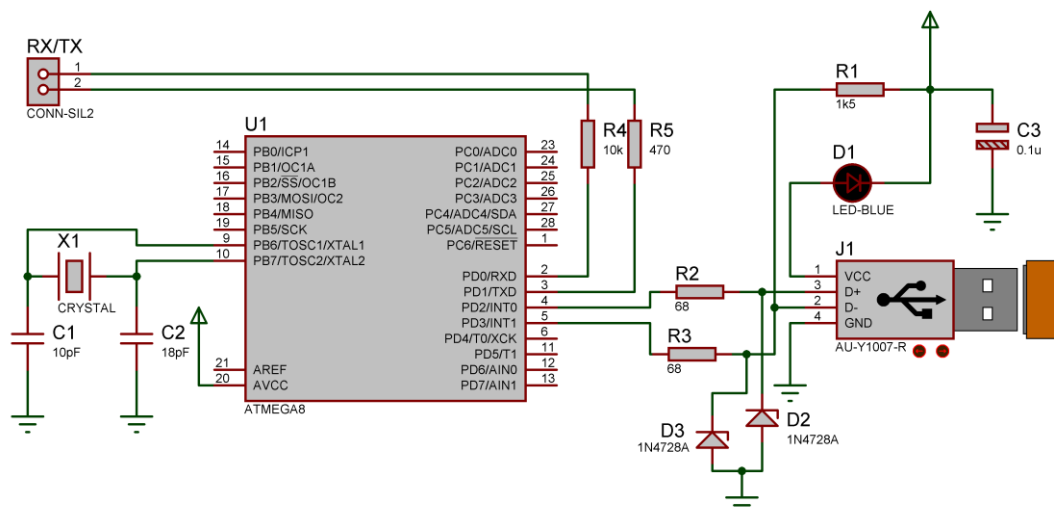 RX/TX
1
2
CONN-SIL2
R4
10k
R5
470
R1
1k5
C3
0.1u
D1
LED-BLUE
U1
14 PB0/ICP1 PC0/ADC0 23
15 PB1/OC1A PC1/ADC1 24
16 PB2/SS/OC1B PC2/ADC2 25
17 PB3/MOSI/OC2 PC3/ADC3 26
18 PB4/MISO PC4/ADC4/SDA 27
19 PB5/SCK PC5/ADC5/SCL 28
9 PB6/TOSC1/XTAL1 PC6/RESET 1
10 PB7/TOSC2/XTAL2
PD0/RXD 2
PD1/TXD 3
PD2/INT0 4
PD3/INT1 5
PD4/T0/XCK 6
PD5/T1 11
21 AREF PD6/AIN0 12
20 AVCC PD7/AIN1 13
ATMEGA8
X1
CRYSTAL
C1
10pF
C2
18pF
R2
68
R3
68
J1
1 VCC
3 D+
2 D-
4 GND
AU-Y1007-R
D3
1N4728A
D2
1N4728A